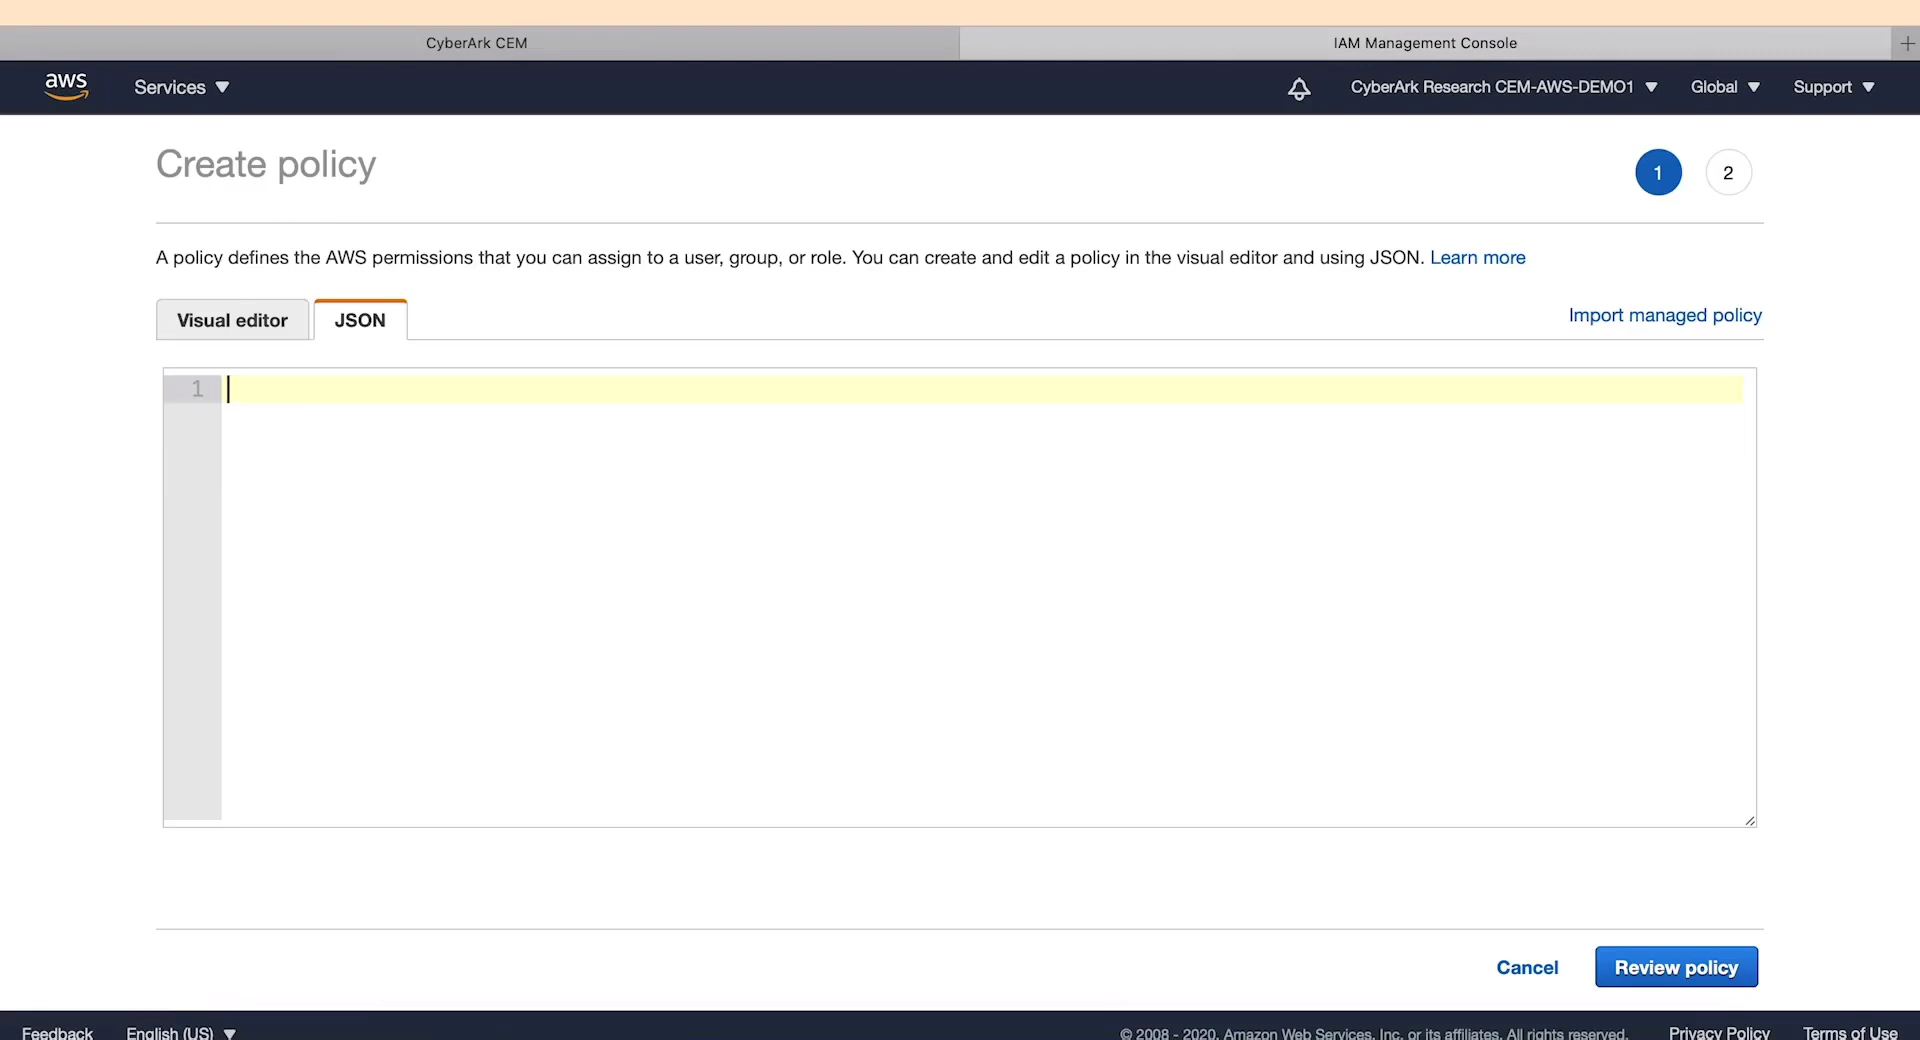 CyberArk CEM
IAM Management Console
aws
Services
CyberArk Research CEM-AWS-DEMO1
Global
Support
Create policy
1
2
A policy defines the AWS permissions that you can assign to a user, group, or role. You can create and edit a policy in the visual editor and using JSON. Learn more
Visual editor
JSON
Import managed policy
1
Cancel
Review policy
Feedback
English (US)
© 2008 - 2020, Amazon Web Services, Inc. or its affiliates. All rights reserved.
Privacy Policy
Terms of Use